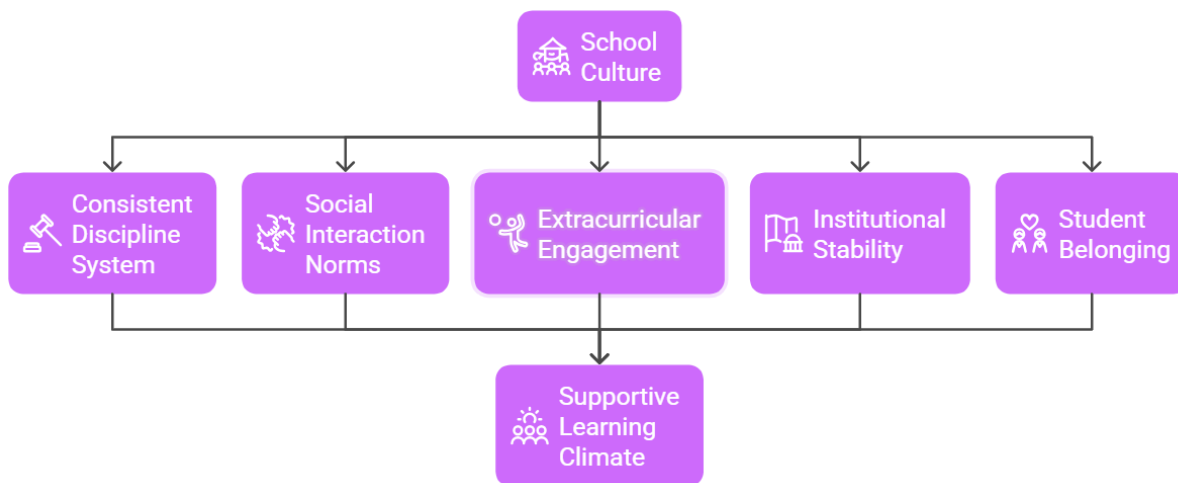 School
Culture
Consistent
Discipline
System
Social
Interaction
Norms
Extracurricular
Engagement
Institutional
Stability
Student
Belonging
Supportive
Learning
Climate